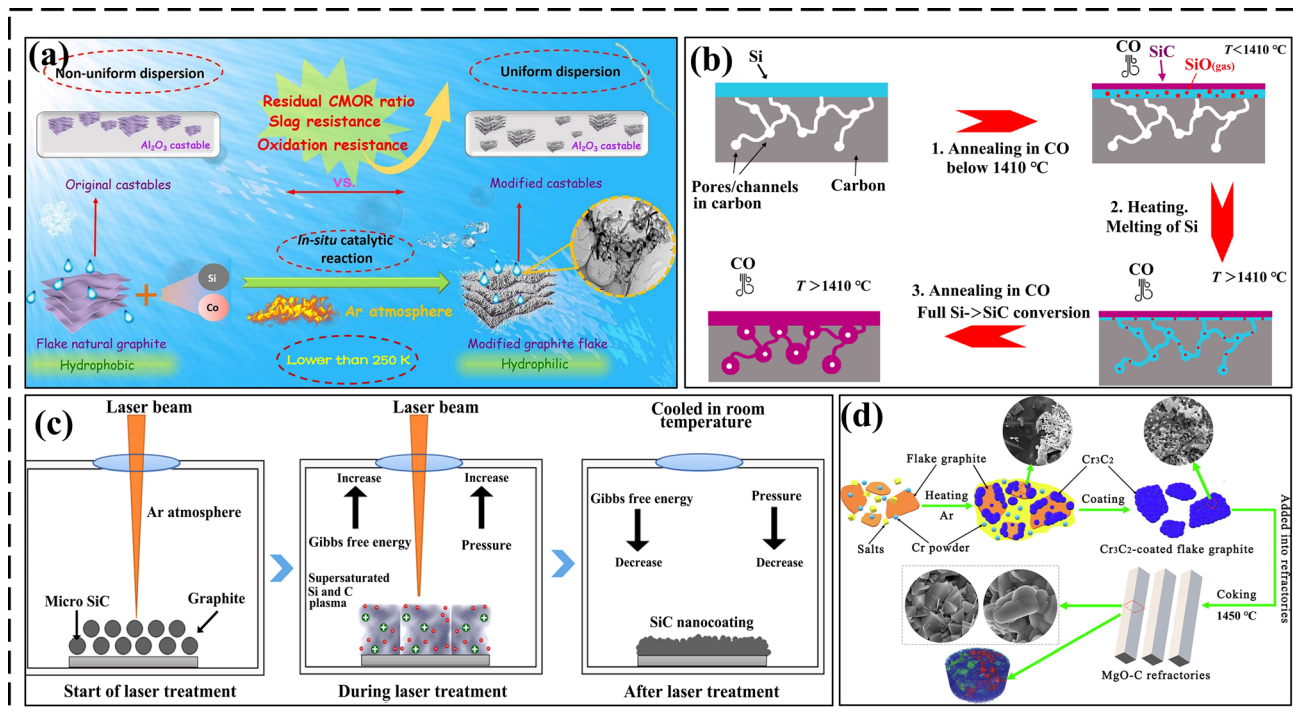 (a)
Non-uniform dispersion
Uniform dispersion
Residual CMOR ratio
Slag resistance
Oxidation resistance
Al₂O₃ castable
Al₂O₃ castable
Original castables
vs.
Modified castables
In-situ catalytic
reaction
Si
Co
Ar atmosphere
Flake natural graphite
Hydrophobic
Lower than 250 K
Modified graphite flake
Hydrophilic
(b)
Si
Pores/channels
in carbon
Carbon
1. Annealing in CO
below 1410 °C
CO
SiC
SiO(gas)
T<1410 °C
2. Heating.
Melting of Si
CO
T>1410 °C
3. Annealing in CO
Full Si->SiC conversion
CO
T>1410 °C
(c)
Laser beam
Ar atmosphere
Micro SiC
Graphite
Start of laser treatment
Laser beam
Increase
Increase
Gibbs free energy
Pressure
Supersaturated
Si and C
plasma
During laser treatment
Cooled in room
temperature
Gibbs free energy
Pressure
Decrease
Decrease
SiC nanocoating
After laser treatment
(d)
Flake graphite
Cr₃C₂
Heating
Ar
Coating
Salts
Cr powder
Cr₃C₂-coated flake graphite
Added into refractories
Coking
1450 °C
MgO-C refractories